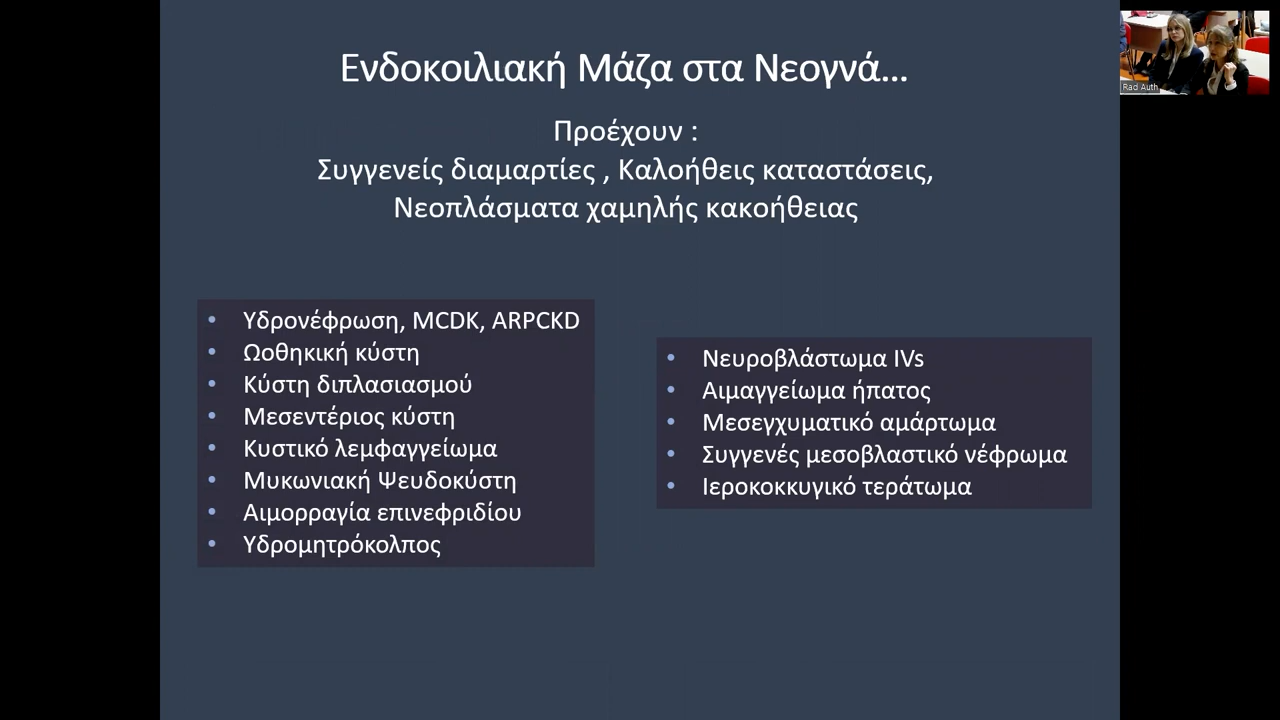 Ενδοκοιλιακή Μάζα στα Νεογνά...
Προέχουν :
Συγγενείς διαμαρτίες , Καλοήθεις καταστάσεις,
Νεοπλάσματα χαμηλής κακοήθειας
• Υδρονέφρωση, MCDK, ARPCKD
• Ωοθηκική κύστη
• Κύστη διπλασιασμού
• Μεσεντέριος κύστη
• Κυστικό λεμφαγγείωμα
• Μυκωνιακή Ψευδοκύστη
• Αιμορραγία επινεφριδίου
• Υδρομητρόκολπος
• Νευροβλάστωμα IVs
• Αιμαγγείωμα ήπατος
• Μεσεγχυματικό αμάρτωμα
• Συγγενές μεσοβλαστικό νέφρωμα
• Ιεροκοκκυγικό τεράτωμα
Rad Auth